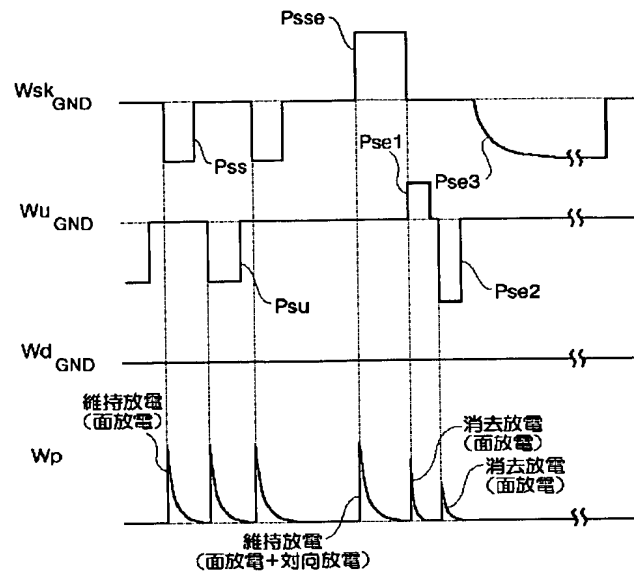 Psse
Wsk GND
Pss
Pse1
Pse3
Wu GND
Psu
Pse2
Wd GND
維持放電
(面放電)
消去放電
(面放電)
Wp
消去放電
(面放電)
維持放電
(面放電+対向放電)